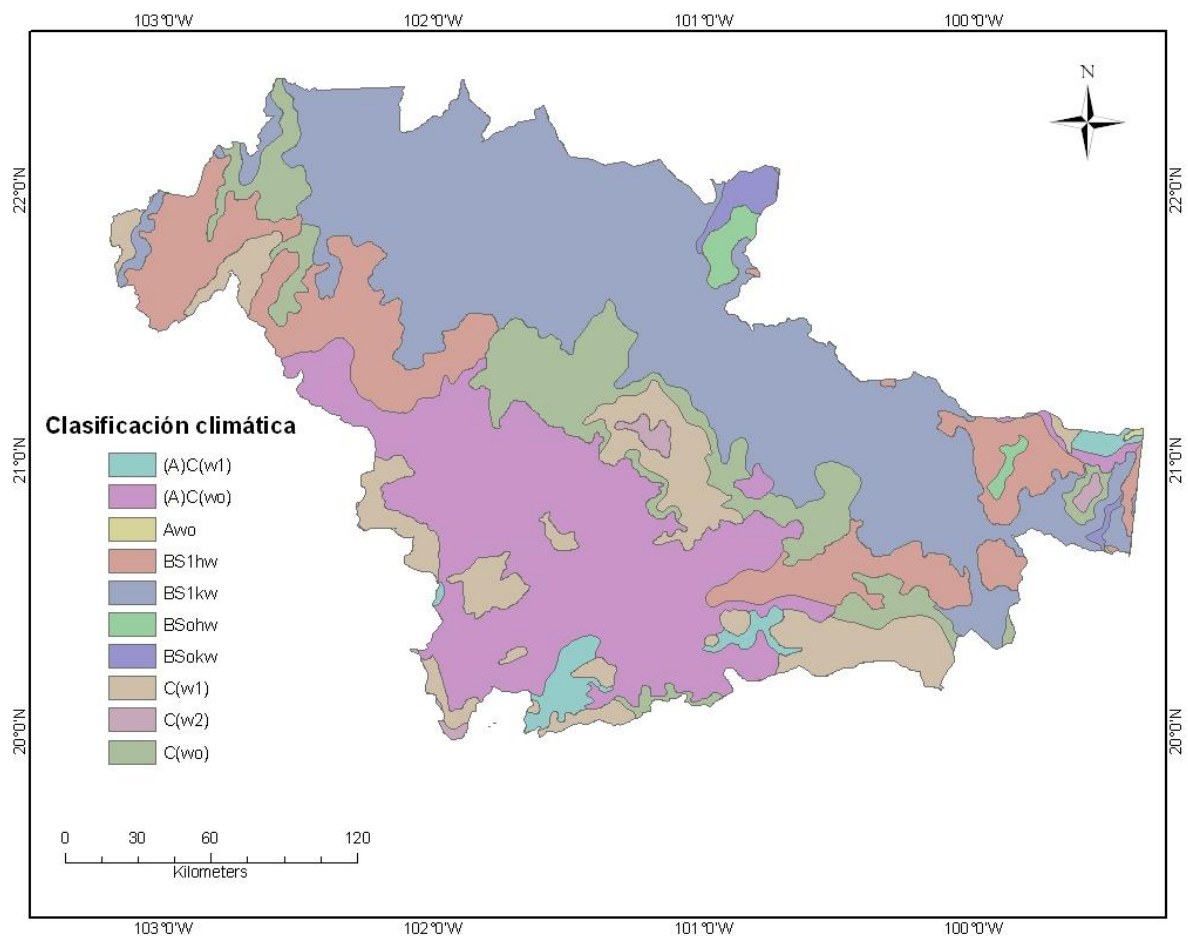 103°0'W 102°0'W 101°0'W 100°0'W
N
22°0'N 22°0'N
21°0'N 21°0'N
20°0'N 20°0'N
Clasificación climática
(A)C(w1)
(A)C(wo)
Awo
BS1hw
BS1kw
BSohw
BSokw
C(w1)
C(w2)
C(wo)
0 30 60 120
Kilometers
103°0'W 102°0'W 101°0'W 100°0'W